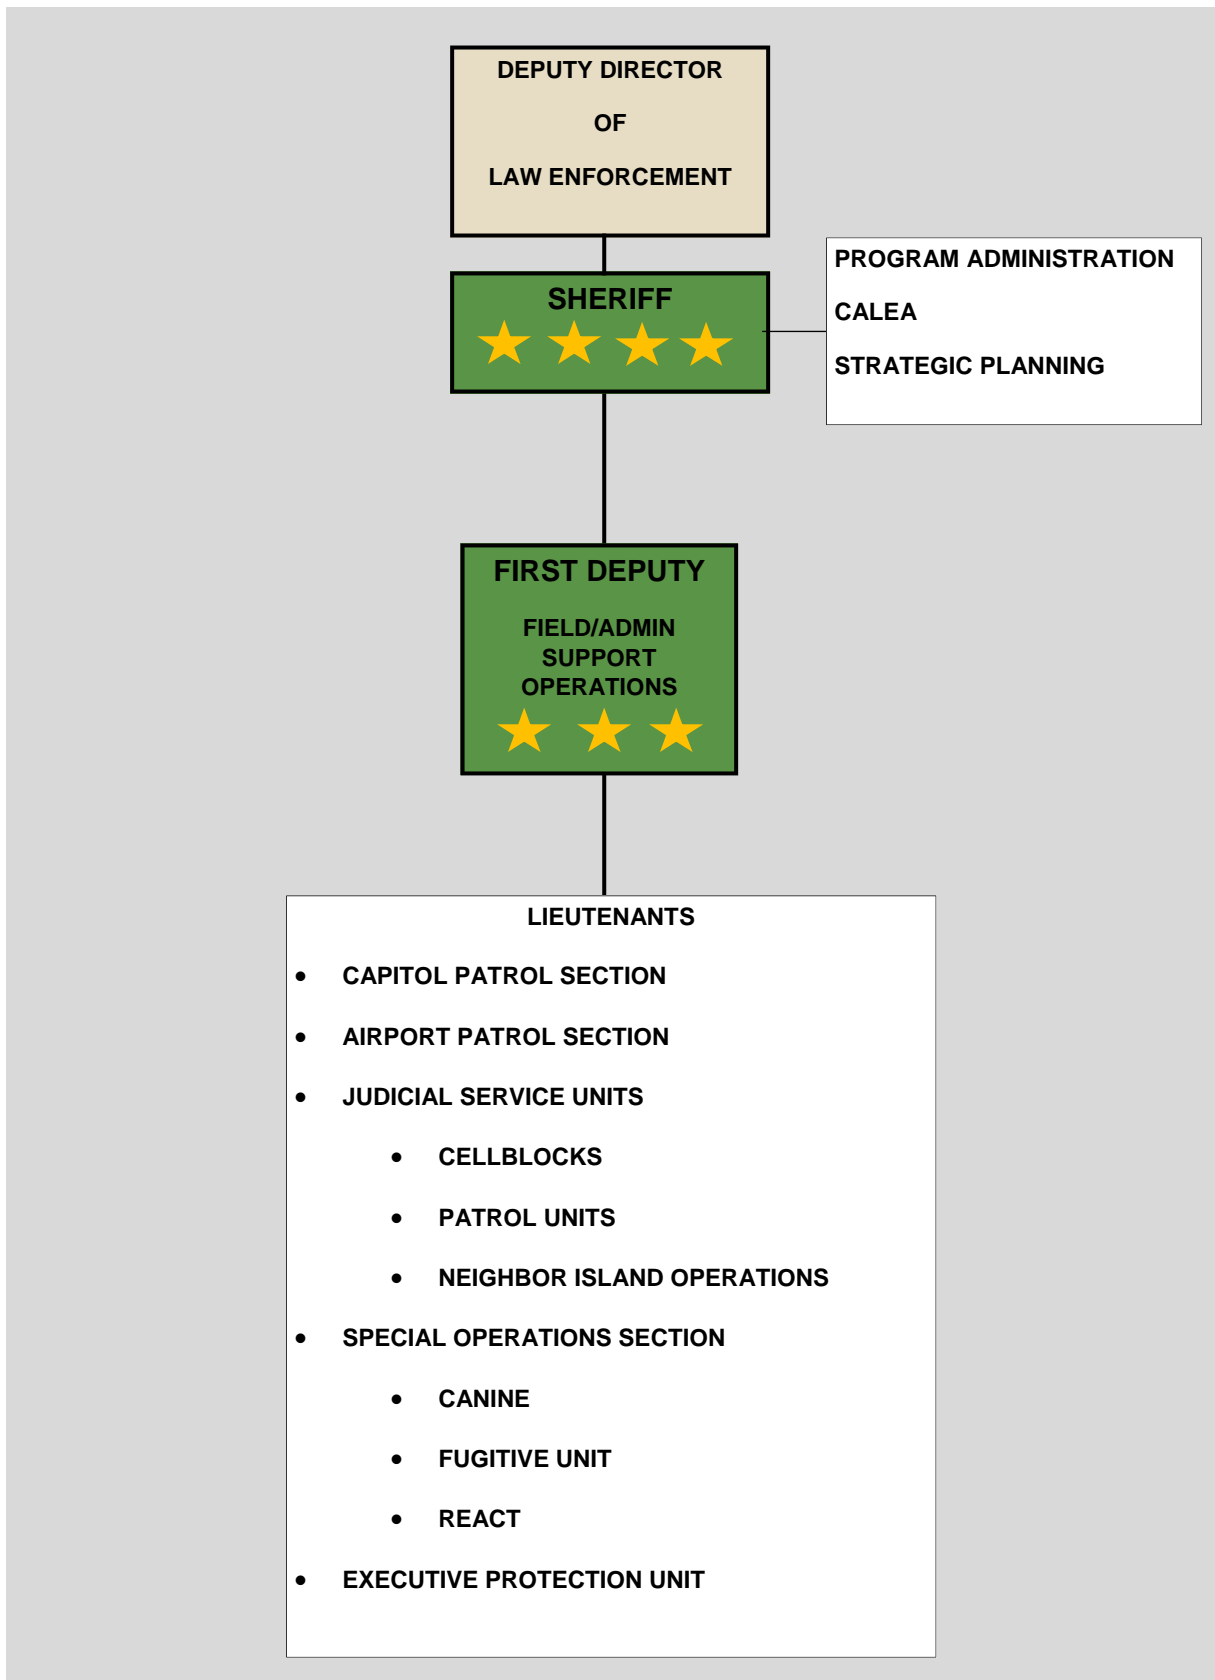 DEPUTY DIRECTOR
OF
LAW ENFORCEMENT
SHERIFF
PROGRAM ADMINISTRATION
CALEA
STRATEGIC PLANNING
FIRST DEPUTY
FIELD/ADMIN
SUPPORT
OPERATIONS
LIEUTENANTS
• CAPITOL PATROL SECTION
• AIRPORT PATROL SECTION
• JUDICIAL SERVICE UNITS
• CELLBLOCKS
• PATROL UNITS
• NEIGHBOR ISLAND OPERATIONS
• SPECIAL OPERATIONS SECTION
• CANINE
• FUGITIVE UNIT
• REACT
• EXECUTIVE PROTECTION UNIT